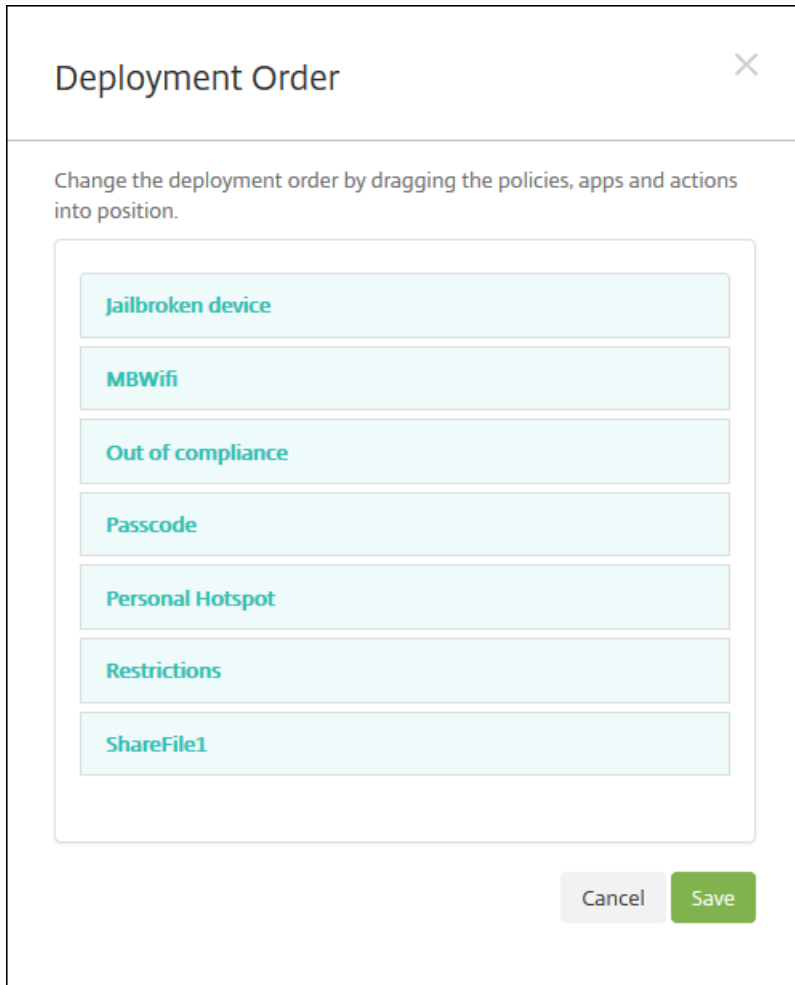 Deployment Order
Change the deployment order by dragging the policies, apps and actions
into position.
Jailbroken device
MBWifi
Out of compliance
Passcode
Personal Hotspot
Restrictions
ShareFile1
Cancel Save